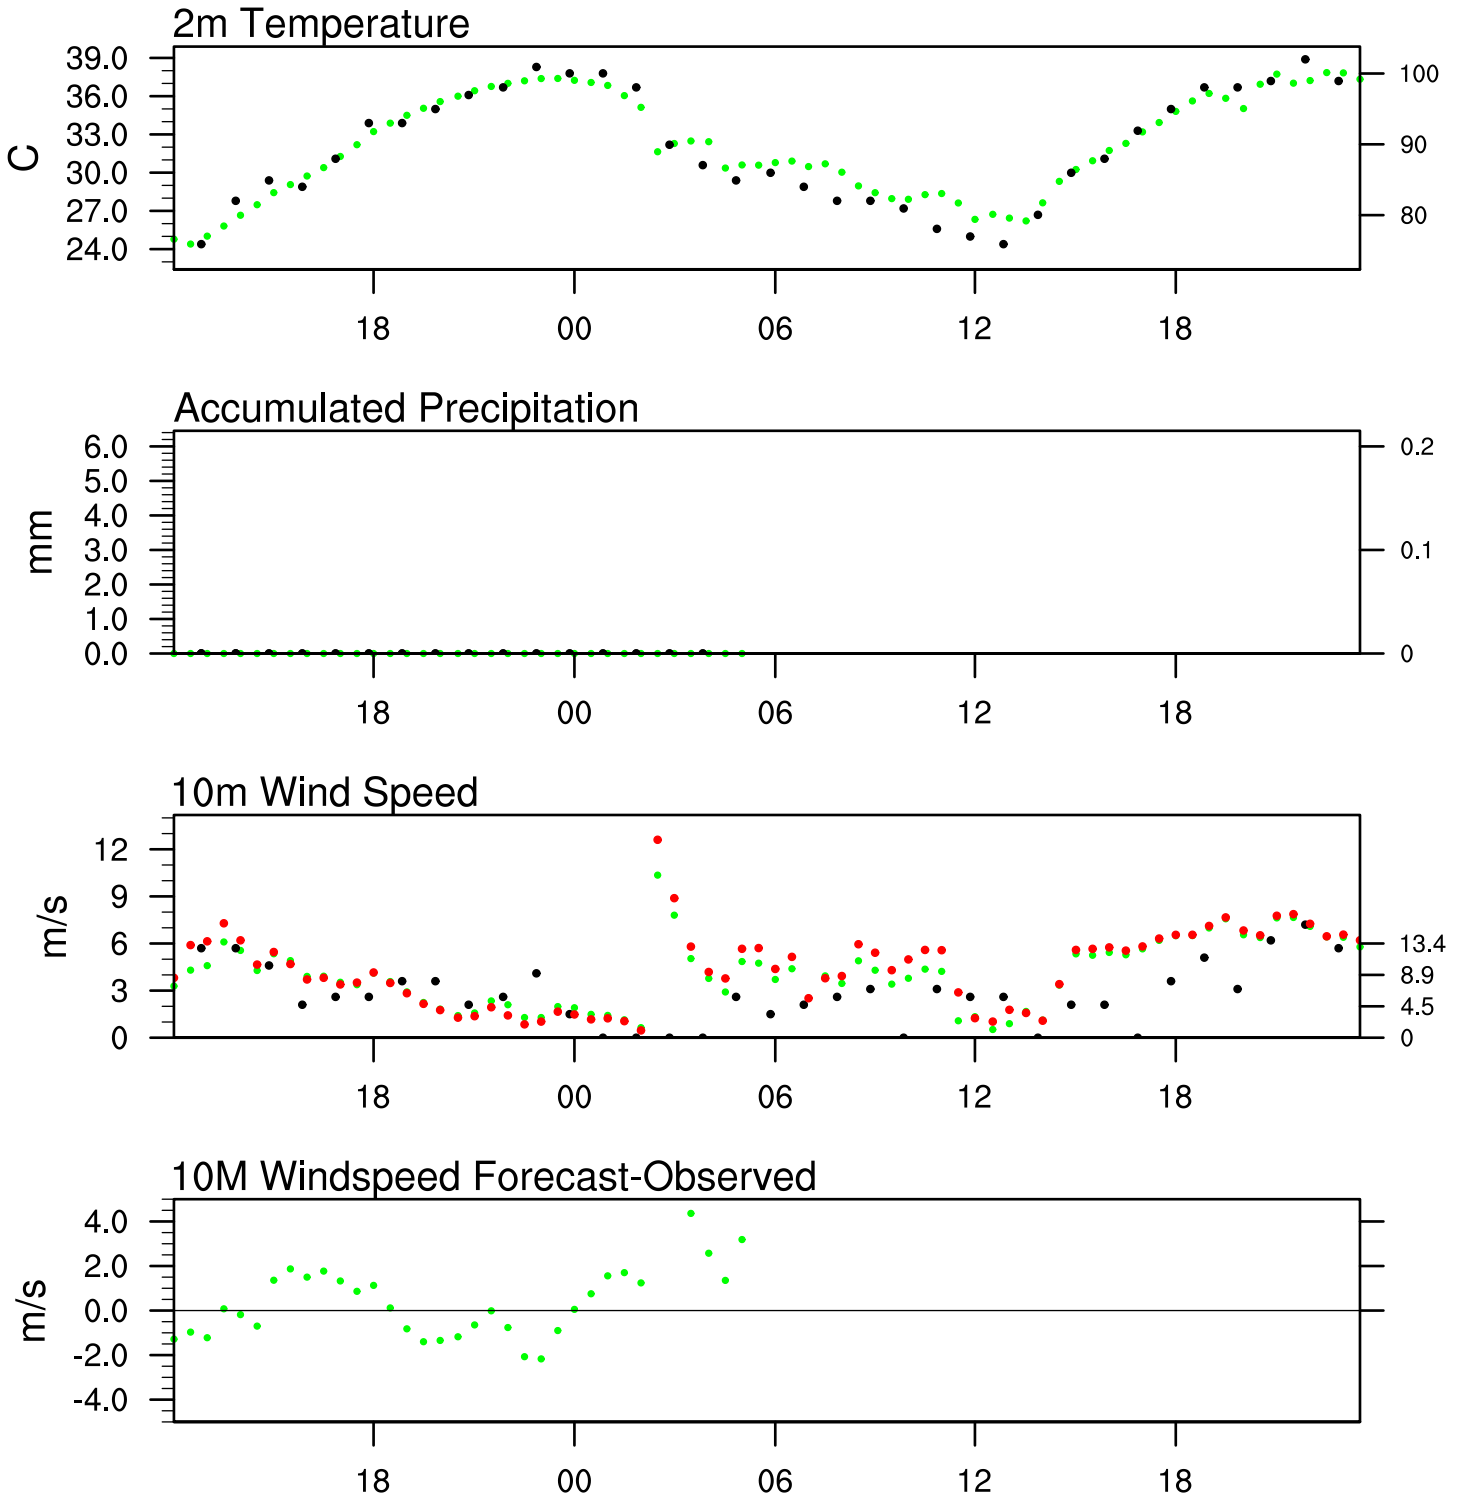 2m Temperature
39.0
36.0
33.0
30.0
27.0
24.0
C
100
90
80
18 00 06 12 18
Accumulated Precipitation
6.0
5.0
4.0
3.0
2.0
1.0
0.0
mm
0.2
0.1
0
18 00 06 12 18
10m Wind Speed
12
9
6
3
0
m/s
13.4
8.9
4.5
0
18 00 06 12 18
10M Windspeed Forecast-Observed
4.0
2.0
0.0
-2.0
-4.0
m/s
18 00 06 12 18